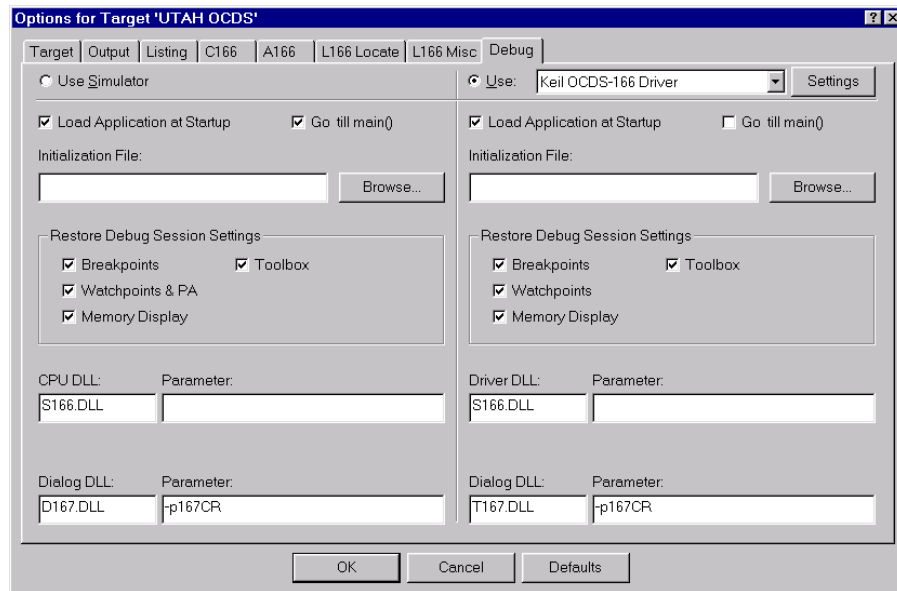 Options for Target 'UTAH OCDS'
Target Output Listing C166 A166 L166 Locate L166 Misc Debug
Use Simulator Use: Keil OCDS-166 Driver Settings
Load Application at Startup Go till main() Load Application at Startup Go till main()
Initialization File: Initialization File:
Browse... Browse...
Restore Debug Session Settings Restore Debug Session Settings
Breakpoints Toolbox Breakpoints Toolbox
Watchpoints & PA Watchpoints
Memory Display Memory Display
CPU DLL: Parameter: Driver DLL: Parameter:
S166.DLL S166.DLL
Dialog DLL: Parameter: Dialog DLL: Parameter:
D167.DLL -p167CR T167.DLL -p167CR
OK Cancel Defaults